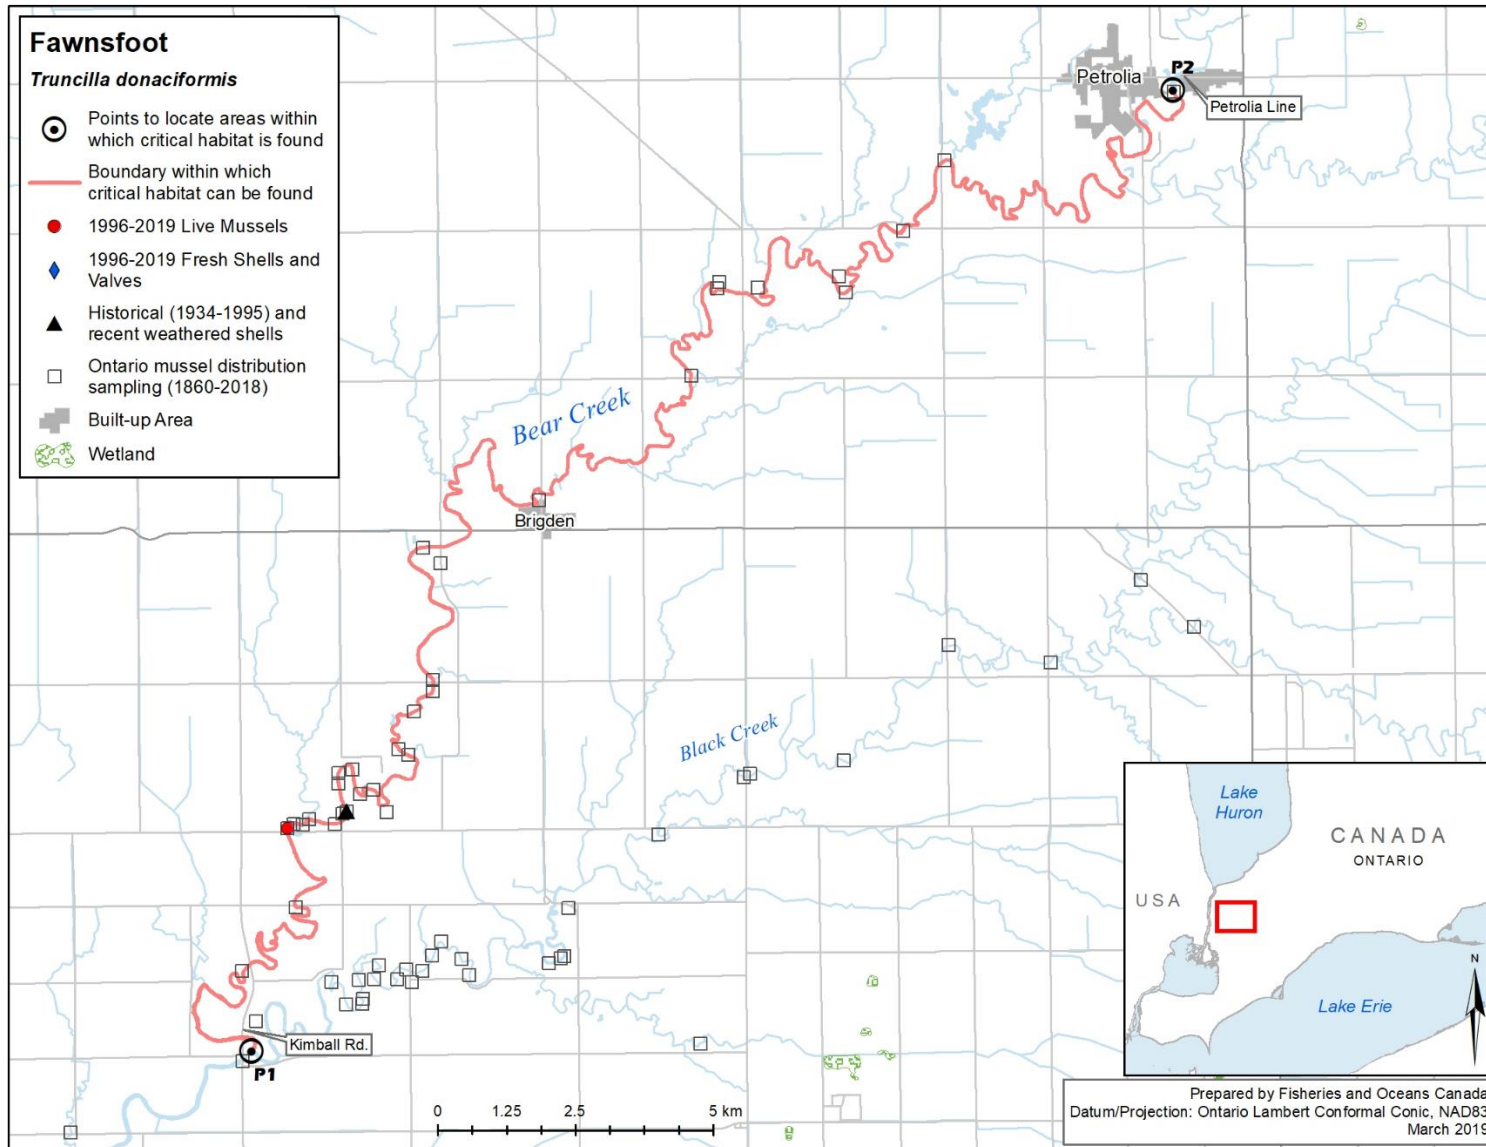 Fawnsfoot
Truncilla donaciformis
Points to locate areas within
which critical habitat is found
Boundary within which
critical habitat can be found
1996-2019 Live Mussels
1996-2019 Fresh Shells and
Valves
Historical (1934-1995) and
recent weathered shells
Ontario mussel distribution
sampling (1860-2018)
Built-up Area
Wetland
Petrolia
P2
Petrolia Line
Bear Creek
Brigden
Black Creek
Kimball Rd.
P1
0 1.25 2.5 5 km
Lake
Huron
CANADA
ONTARIO
USA
Lake Erie
N
Prepared by Fisheries and Oceans Canada
Datum/Projection: Ontario Lambert Conformal Conic, NAD83
March 2019